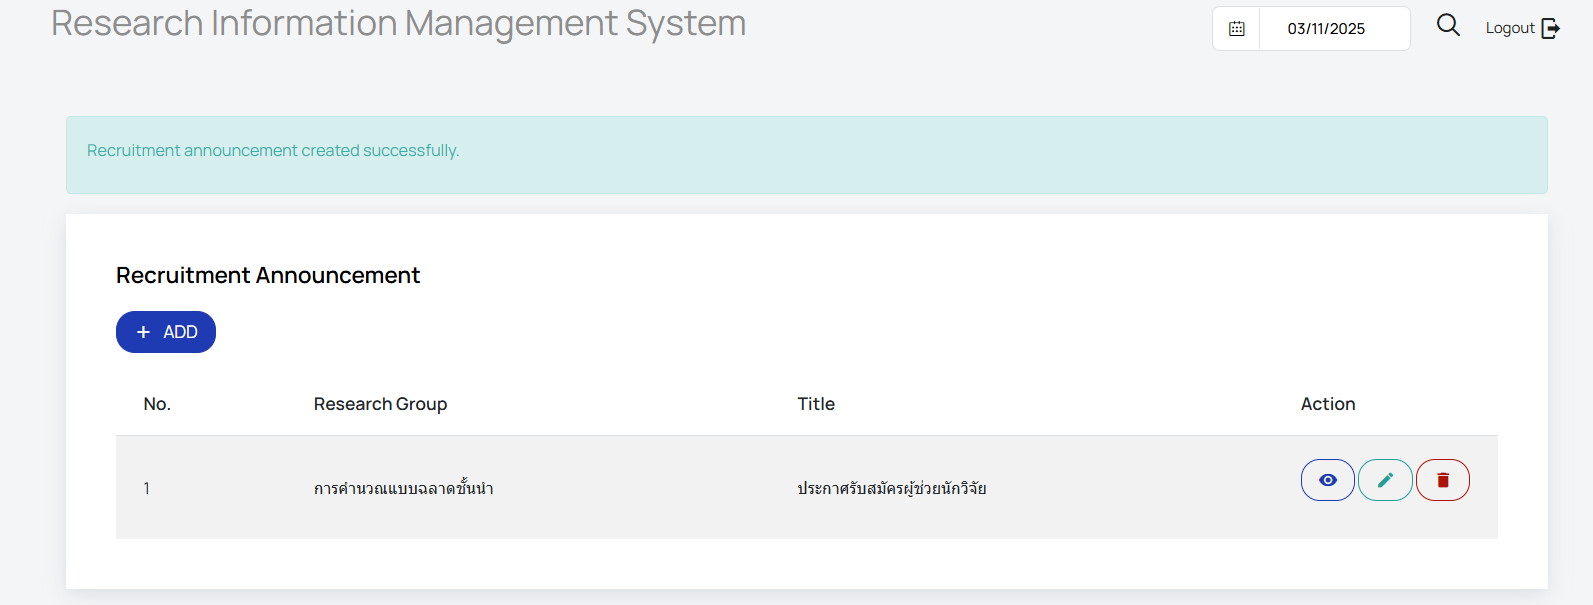 Research Information Management System
03/11/2025
Logout
Recruitment announcement created successfully.
Recruitment Announcement
+ ADD
No. Research Group Title Action
1 การคำนวณแบบฉลาดชั้นนำ ประกาศรับสมัครผู้ช่วยนักวิจัย